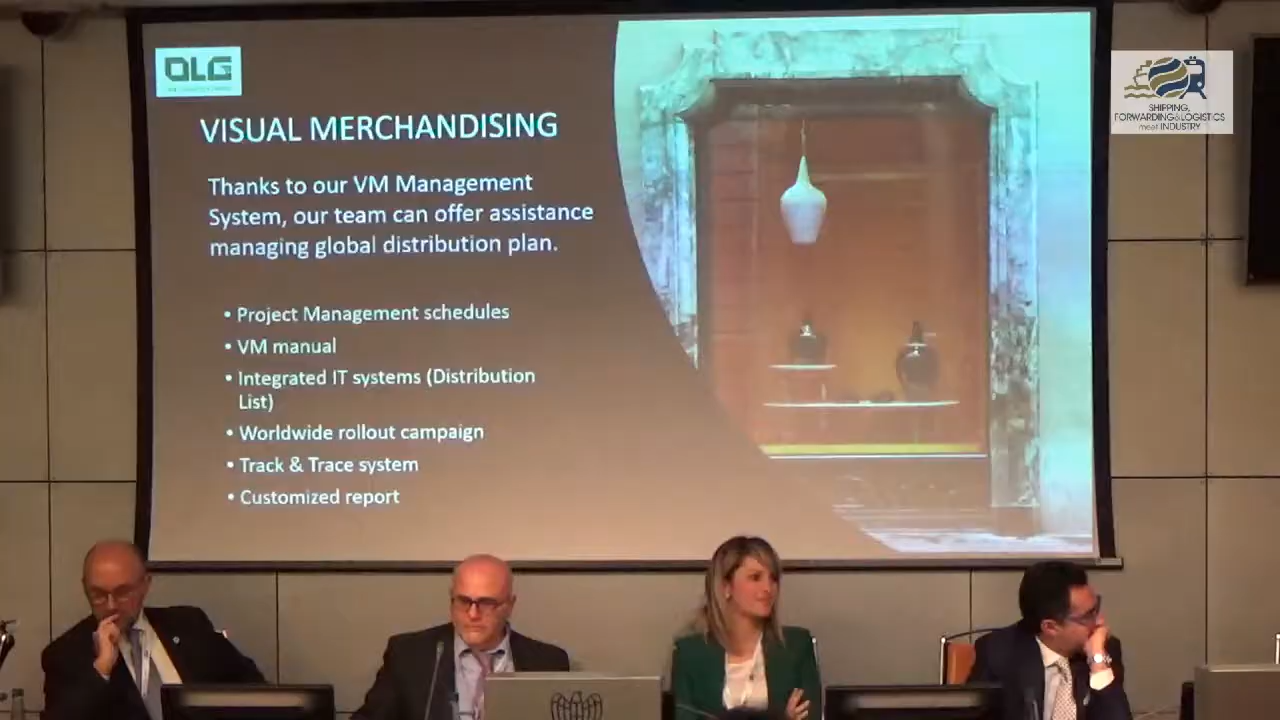 OLG
VISUAL MERCHANDISING
Thanks to our VM Management
System, our team can offer assistance
managing global distribution plan.
• Project Management schedules
• VM manual
• Integrated IT systems (Distribution
List)
• Worldwide rollout campaign
• Track & Trace system
• Customized report
SHIPPING,
FORWARDING&LOGISTICS
meet INDUSTRY